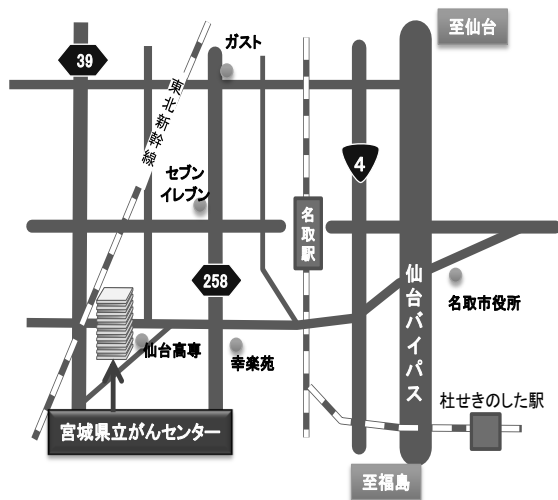 至仙台
ガスト
39
東北新幹線
4
セブン
イレブン
名取駅
258
仙台バイパス
名取市役所
仙台高専
幸楽苑
杜せきのした駅
宮城県立がんセンター
至福島